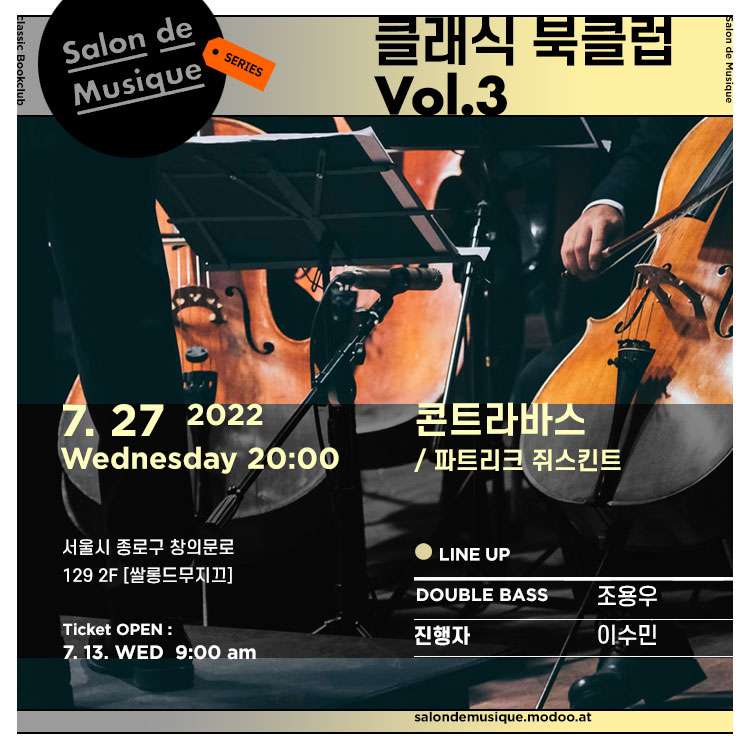 Classic Bookclub
Salon de
Musique
SERIES
클래식 북클럽
Vol.3
Salon de Musique
7. 27 2022
Wednesday 20:00
콘트라바스
/ 파트리크 쥐스킨트
서울시 종로구 창의문로
129 2F [쌀롱드무지끄]
LINE UP
DOUBLE BASS 조용우
진행자 이수민
Ticket OPEN :
7. 13. WED 9:00 am
salondemusique.modoo.at